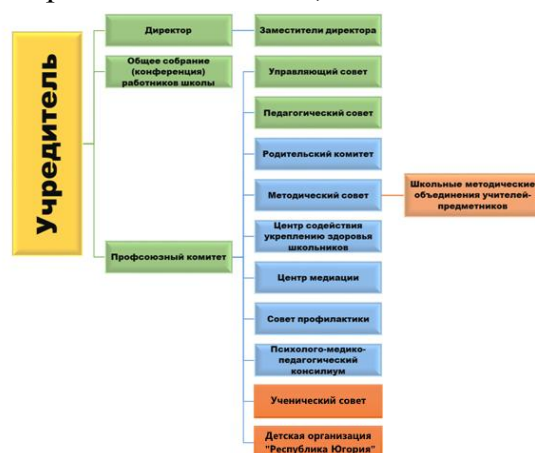 Учредитель
Директор
Заместители директора
Общее собрание
(конференция)
работников школы
Управляющий совет
Педагогический совет
Родительский комитет
Методический совет
Школьные методические
объединения учителей-
предметников
Центр содействия
укреплению здоровья
школьников
Профсоюзный комитет
Центр медиации
Совет профилактики
Психолого-медико-
педагогический
консилиум
Ученический совет
Детская организация
"Республика Югория"